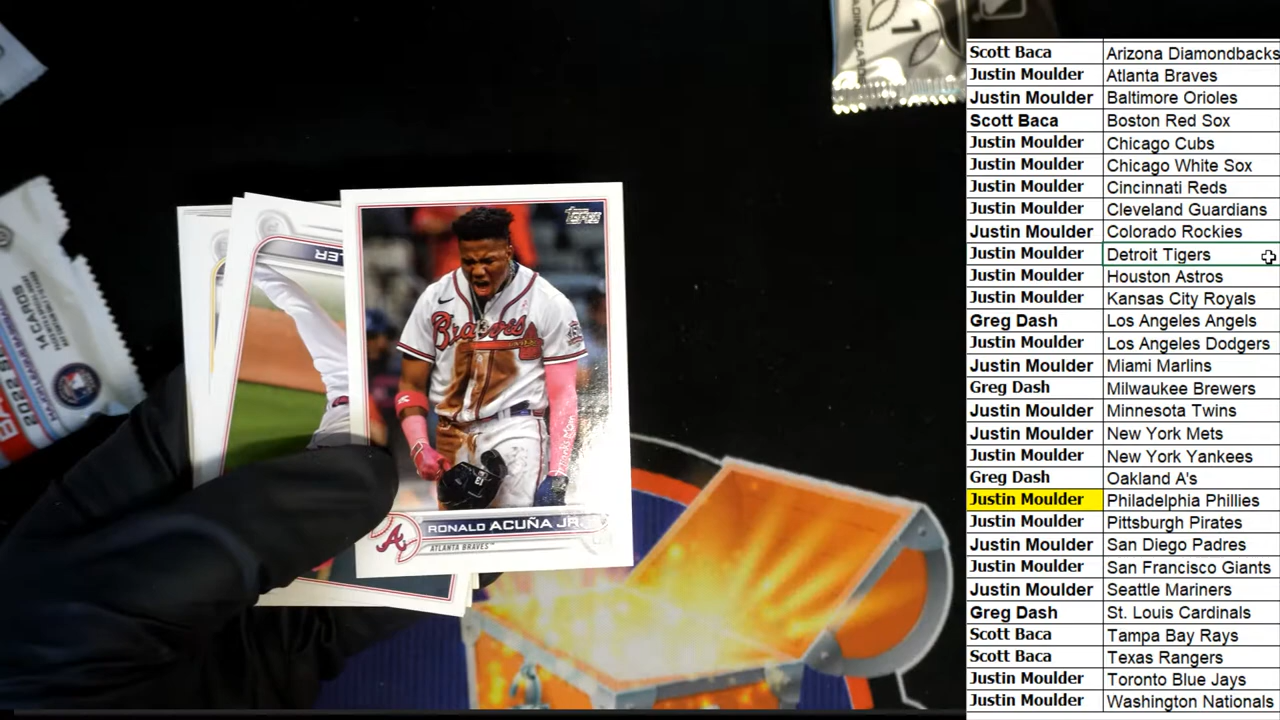 1
TRADING CARDS
Scott Baca Arizona Diamondbacks
Justin Moulder Atlanta Braves
Justin Moulder Baltimore Orioles
Scott Baca Boston Red Sox
Justin Moulder Chicago Cubs
Justin Moulder Chicago White Sox
Justin Moulder Cincinnati Reds
Justin Moulder Cleveland Guardians
Justin Moulder Colorado Rockies
Justin Moulder Detroit Tigers
Justin Moulder Houston Astros
Justin Moulder Kansas City Royals
Greg Dash Los Angeles Angels
Justin Moulder Los Angeles Dodgers
Justin Moulder Miami Marlins
Greg Dash Milwaukee Brewers
Justin Moulder Minnesota Twins
Justin Moulder New York Mets
Justin Moulder New York Yankees
Greg Dash Oakland A's
Justin Moulder Philadelphia Phillies
Justin Moulder Pittsburgh Pirates
Justin Moulder San Diego Padres
Justin Moulder San Francisco Giants
Justin Moulder Seattle Mariners
Greg Dash St. Louis Cardinals
Scott Baca Tampa Bay Rays
Scott Baca Texas Rangers
Justin Moulder Toronto Blue Jays
Justin Moulder Washington Nationals
TOPPS
LER
Braves
RONALD ACUÑA JR.
A
ATLANTA BRAVES
14 CARDS
2022